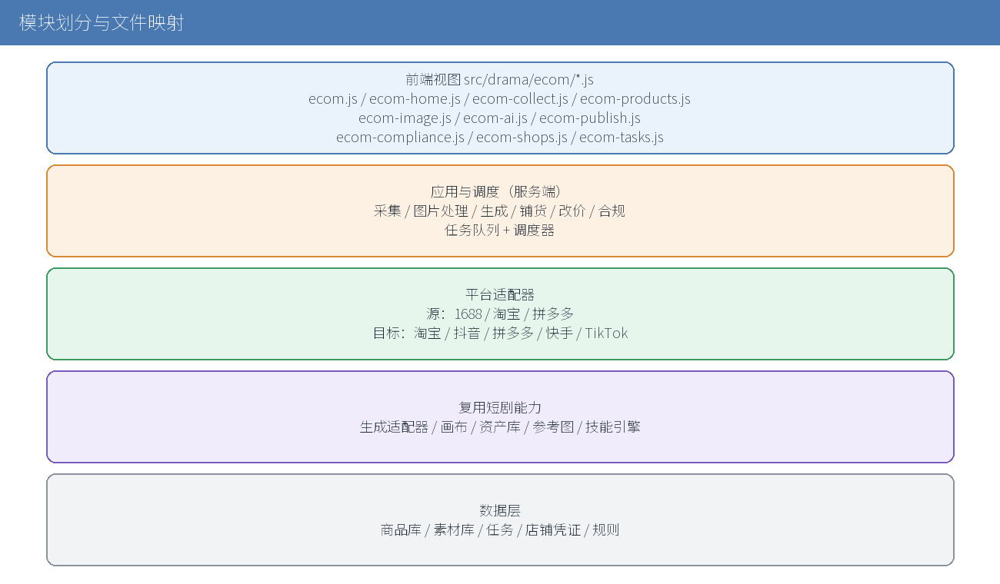 模块划分与文件映射
前端视图 src/drama/ecom/*.js
ecom.js / ecom-home.js / ecom-collect.js / ecom-products.js
ecom-image.js / ecom-ai.js / ecom-publish.js
ecom-compliance.js / ecom-shops.js / ecom-tasks.js
应用与调度（服务端）
采集 / 图片处理 / 生成 / 铺货 / 改价 / 合规
任务队列 + 调度器
平台适配器
源：1688 / 淘宝 / 拼多多
目标：淘宝 / 抖音 / 拼多多 / 快手 / TikTok
复用短剧能力
生成适配器 / 画布 / 资产库 / 参考图 / 技能引擎
数据层
商品库 / 素材库 / 任务 / 店铺凭证 / 规则